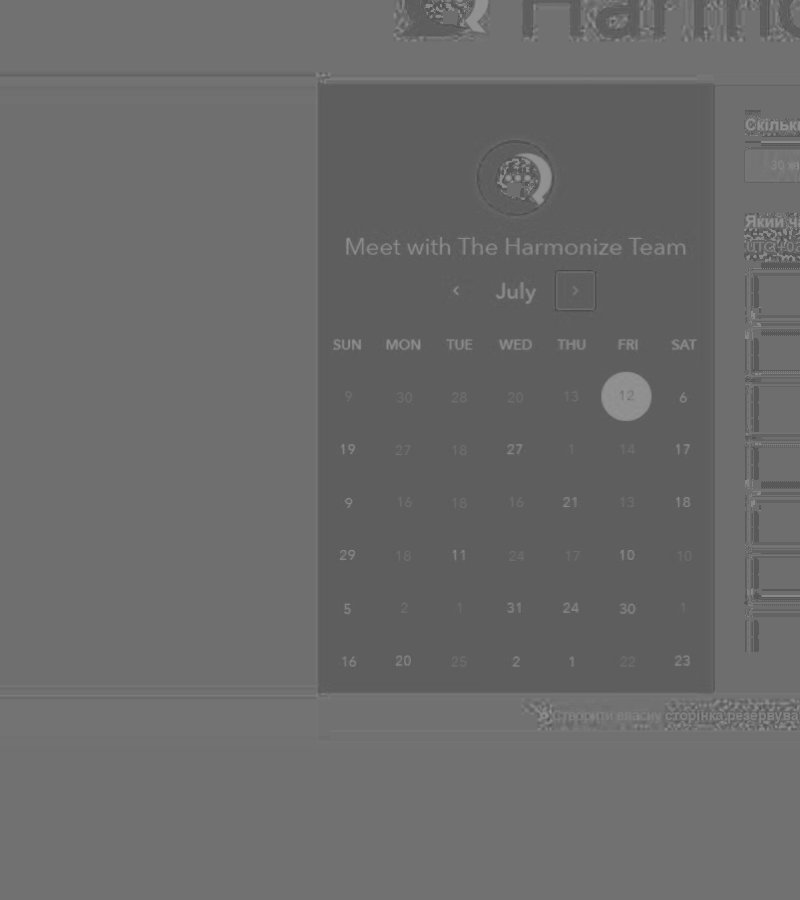 Harmo
Meet with The Harmonize Team
July
SUN MON TUE WED THU FRI SAT
9 30 28 20 13 12 6
19 27 18 27 1 14 17
9 16 18 16 21 13 18
29 18 11 24 17 10 10
5 2 1 31 24 30 1
16 20 25 2 1 22 23
Скільки
30
Який ча
UTC +02
Створити власну сторінка резервува